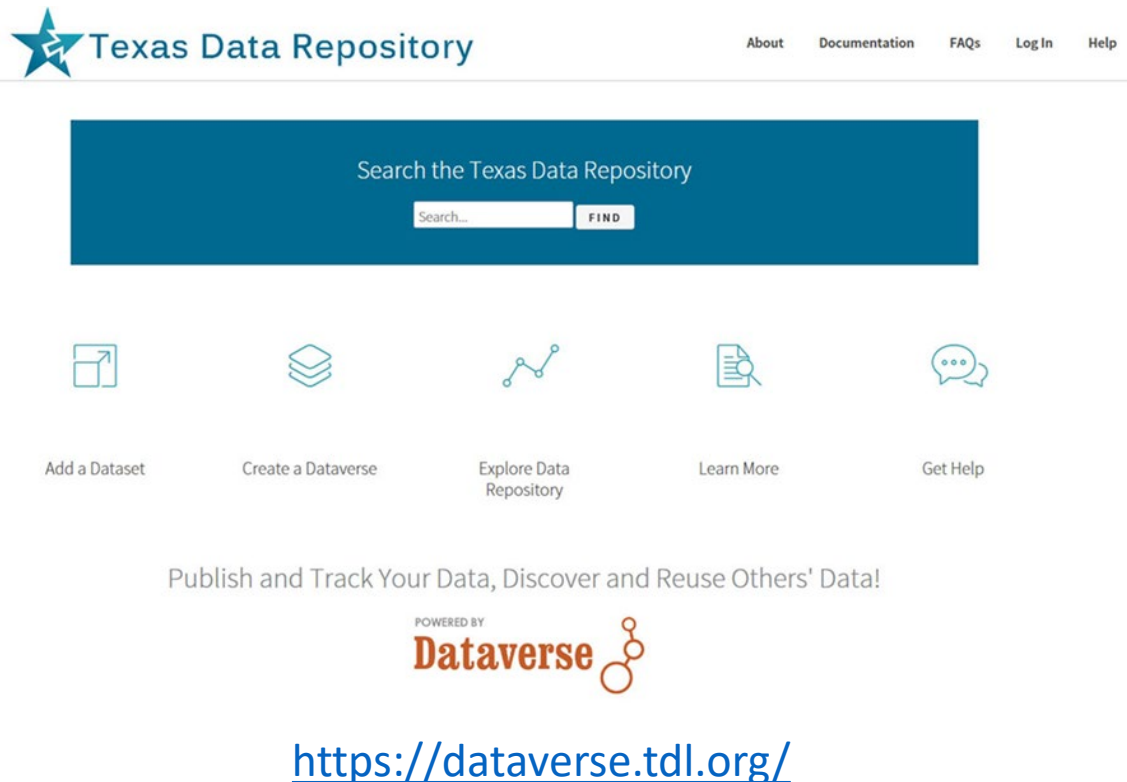 Texas Data Repository
About Documentation FAQs Log In Help
Search the Texas Data Repository
Search... FIND
Add a Dataset Create a Dataverse Explore Data Repository Learn More Get Help
Publish and Track Your Data, Discover and Reuse Others' Data!
POWERED BY
Dataverse
https://dataverse.tdl.org/